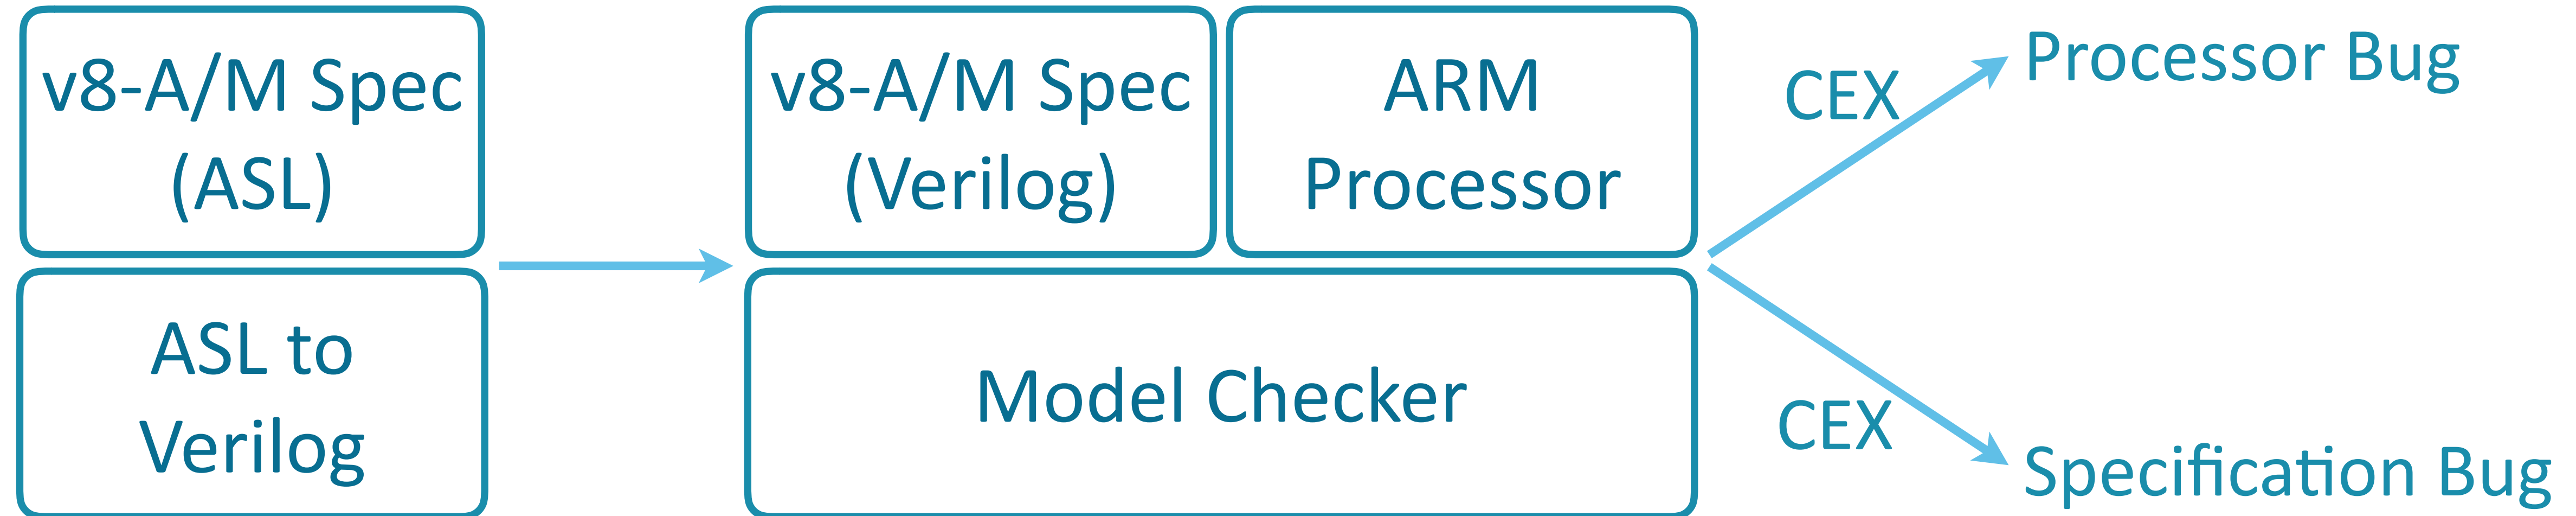 v8-A/M Spec
(ASL)
ASL to
Verilog
v8-A/M Spec
(Verilog)
ARM
Processor
Model Checker
CEX
Processor Bug
CEX
Specification Bug